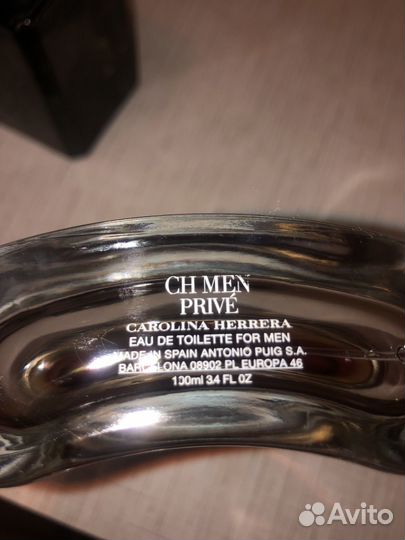 CH MEN
PRIVÉ
CAROLINA HERRERA
EAU DE TOILETTE FOR MEN
MADE IN SPAIN ANTONIO PUIG S.A.
BARCELONA 08902 PL EUROPA 46
100ml 3.4 FL OZ
Avito